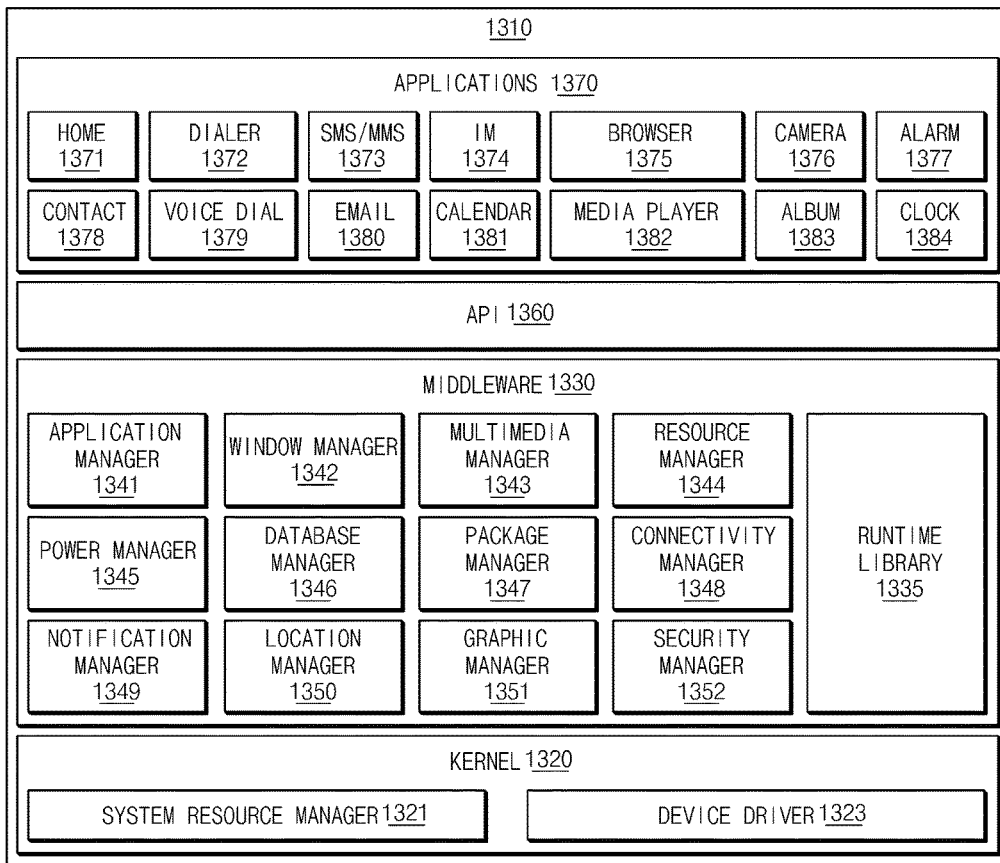 1310
APPLICATIONS 1370
HOME
1371
DIALER
1372
SMS/MMS
1373
IM
1374
BROWSER
1375
CAMERA
1376
ALARM
1377
CONTACT
1378
VOICE DIAL
1379
EMAIL
1380
CALENDAR
1381
MEDIA PLAYER
1382
ALBUM
1383
CLOCK
1384
API 1360
MIDDLEWARE 1330
APPLICATION
MANAGER
1341
WINDOW MANAGER
1342
MULTIMEDIA
MANAGER
1343
RESOURCE
MANAGER
1344
POWER MANAGER
1345
DATABASE
MANAGER
1346
PACKAGE
MANAGER
1347
CONNECTIVITY
MANAGER
1348
RUNTIME
LIBRARY
1335
NOTIFICATION
MANAGER
1349
LOCATION
MANAGER
1350
GRAPHIC
MANAGER
1351
SECURITY
MANAGER
1352
KERNEL 1320
SYSTEM RESOURCE MANAGER 1321
DEVICE DRIVER 1323